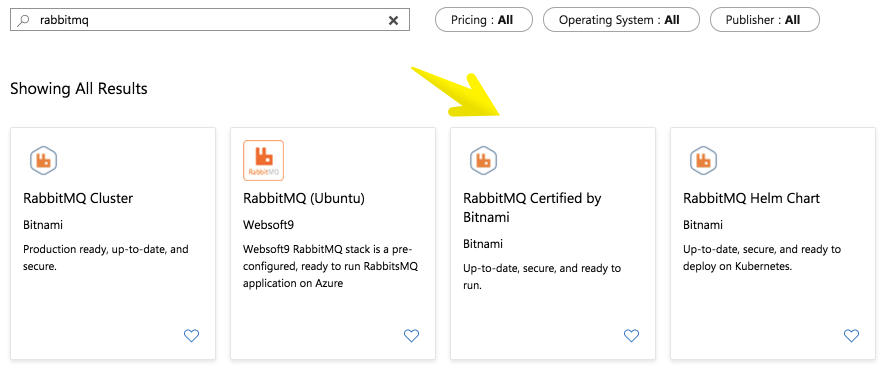 rabbitmq
Pricing : All
Operating System : All
Publisher : All
Showing All Results
RabbitMQ Cluster
Bitnami
Production ready, up-to-date, and
secure.
RabbitMQ
RabbitMQ (Ubuntu)
Websoft9
Websoft9 RabbitMQ stack is a pre-
configured, ready to run RabbitsMQ
application on Azure
RabbitMQ Certified by
Bitnami
Bitnami
Up-to-date, secure, and ready to
run.
RabbitMQ Helm Chart
Bitnami
Up-to-date, secure, and ready to
deploy on Kubernetes.